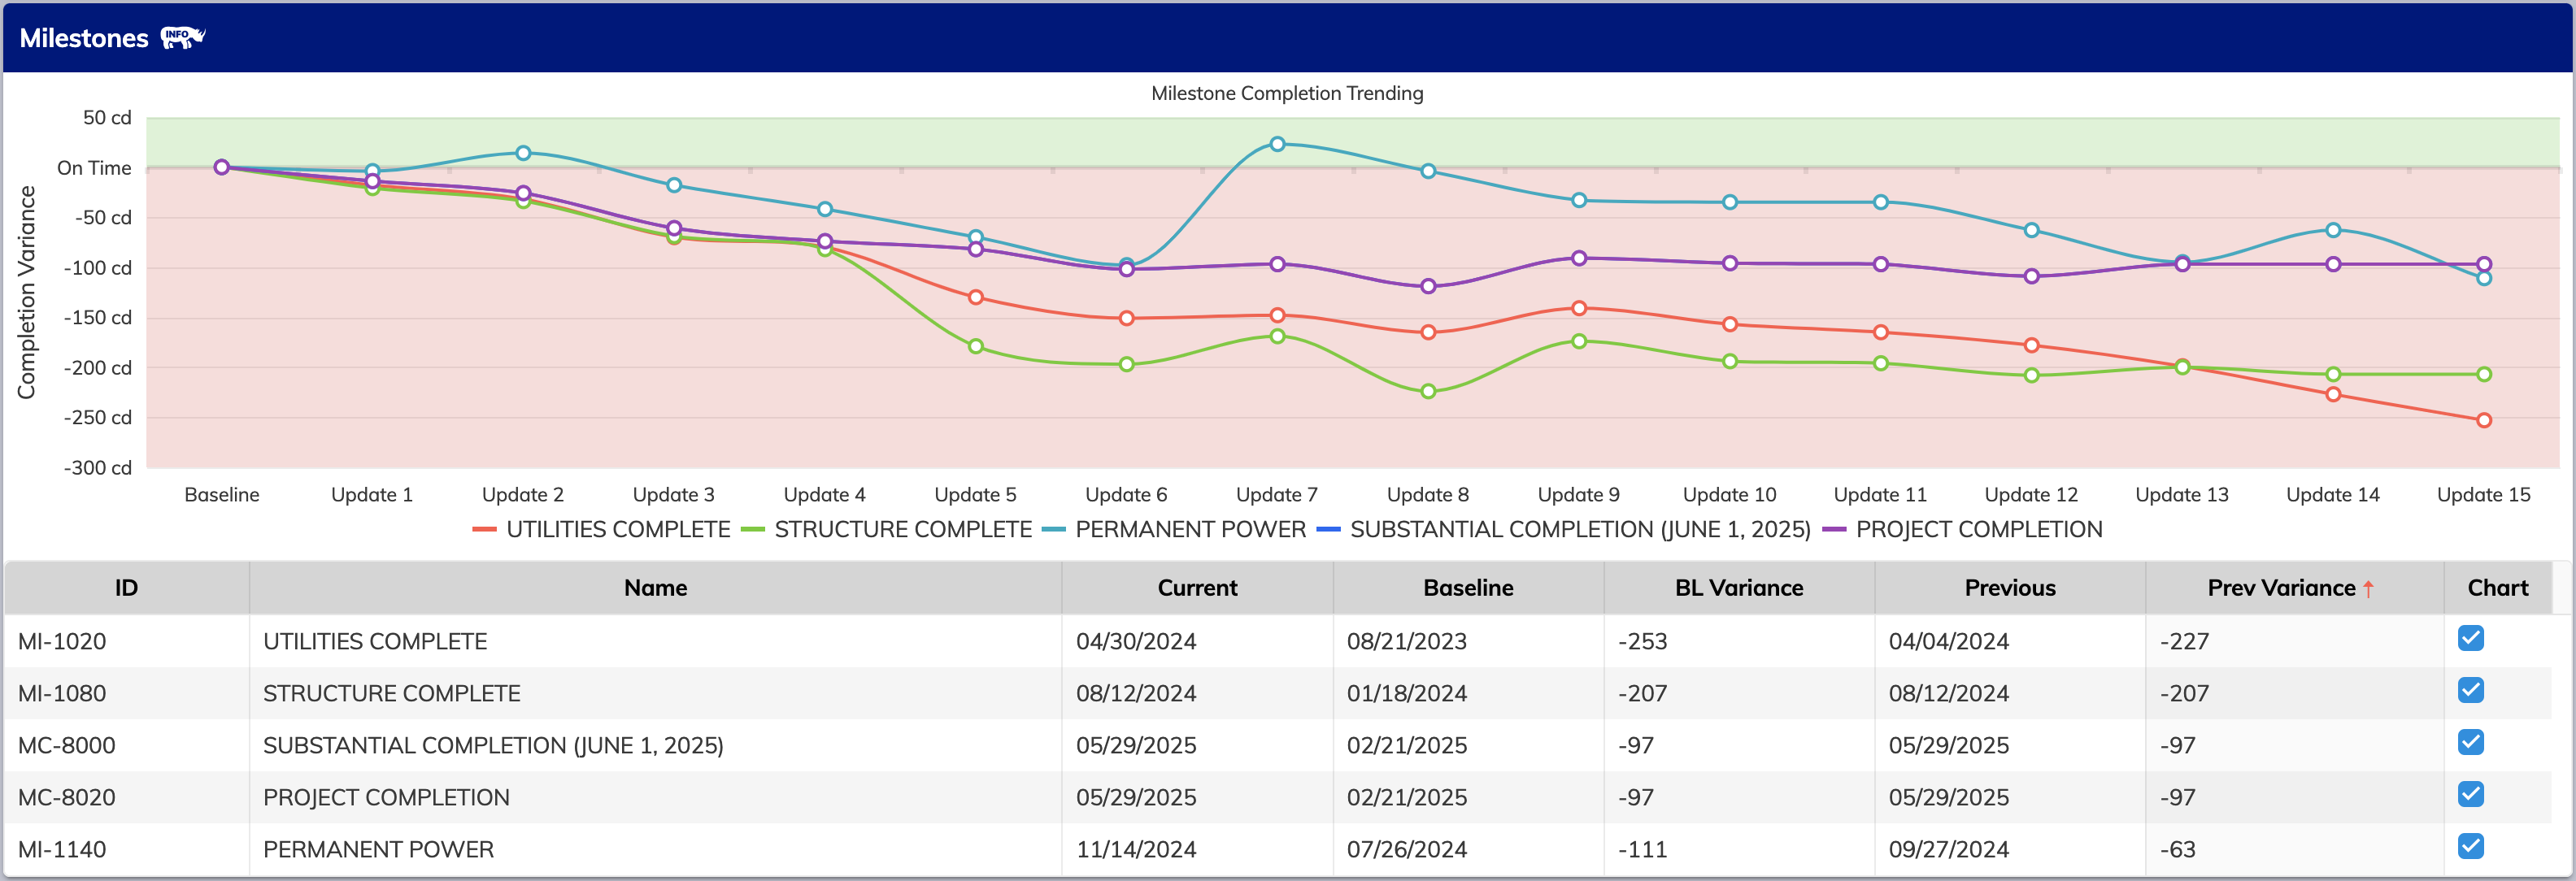 Milestones INFO
Milestone Completion Trending
Completion Variance
50 cd
On Time
-50 cd
-100 cd
-150 cd
-200 cd
-250 cd
-300 cd
Baseline Update 1 Update 2 Update 3 Update 4 Update 5 Update 6 Update 7 Update 8 Update 9 Update 10 Update 11 Update 12 Update 13 Update 14 Update 15
UTILITIES COMPLETE STRUCTURE COMPLETE PERMANENT POWER SUBSTANTIAL COMPLETION (JUNE 1, 2025) PROJECT COMPLETION
ID Name Current Baseline BL Variance Previous Prev Variance ↑ Chart
MI-1020 UTILITIES COMPLETE 04/30/2024 08/21/2023 -253 04/04/2024 -227
MI-1080 STRUCTURE COMPLETE 08/12/2024 01/18/2024 -207 08/12/2024 -207
MC-8000 SUBSTANTIAL COMPLETION (JUNE 1, 2025) 05/29/2025 02/21/2025 -97 05/29/2025 -97
MC-8020 PROJECT COMPLETION 05/29/2025 02/21/2025 -97 05/29/2025 -97
MI-1140 PERMANENT POWER 11/14/2024 07/26/2024 -111 09/27/2024 -63